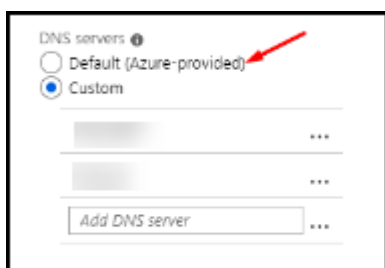 DNS servers
Default (Azure-provided)
Custom
...
...
Add DNS server
...